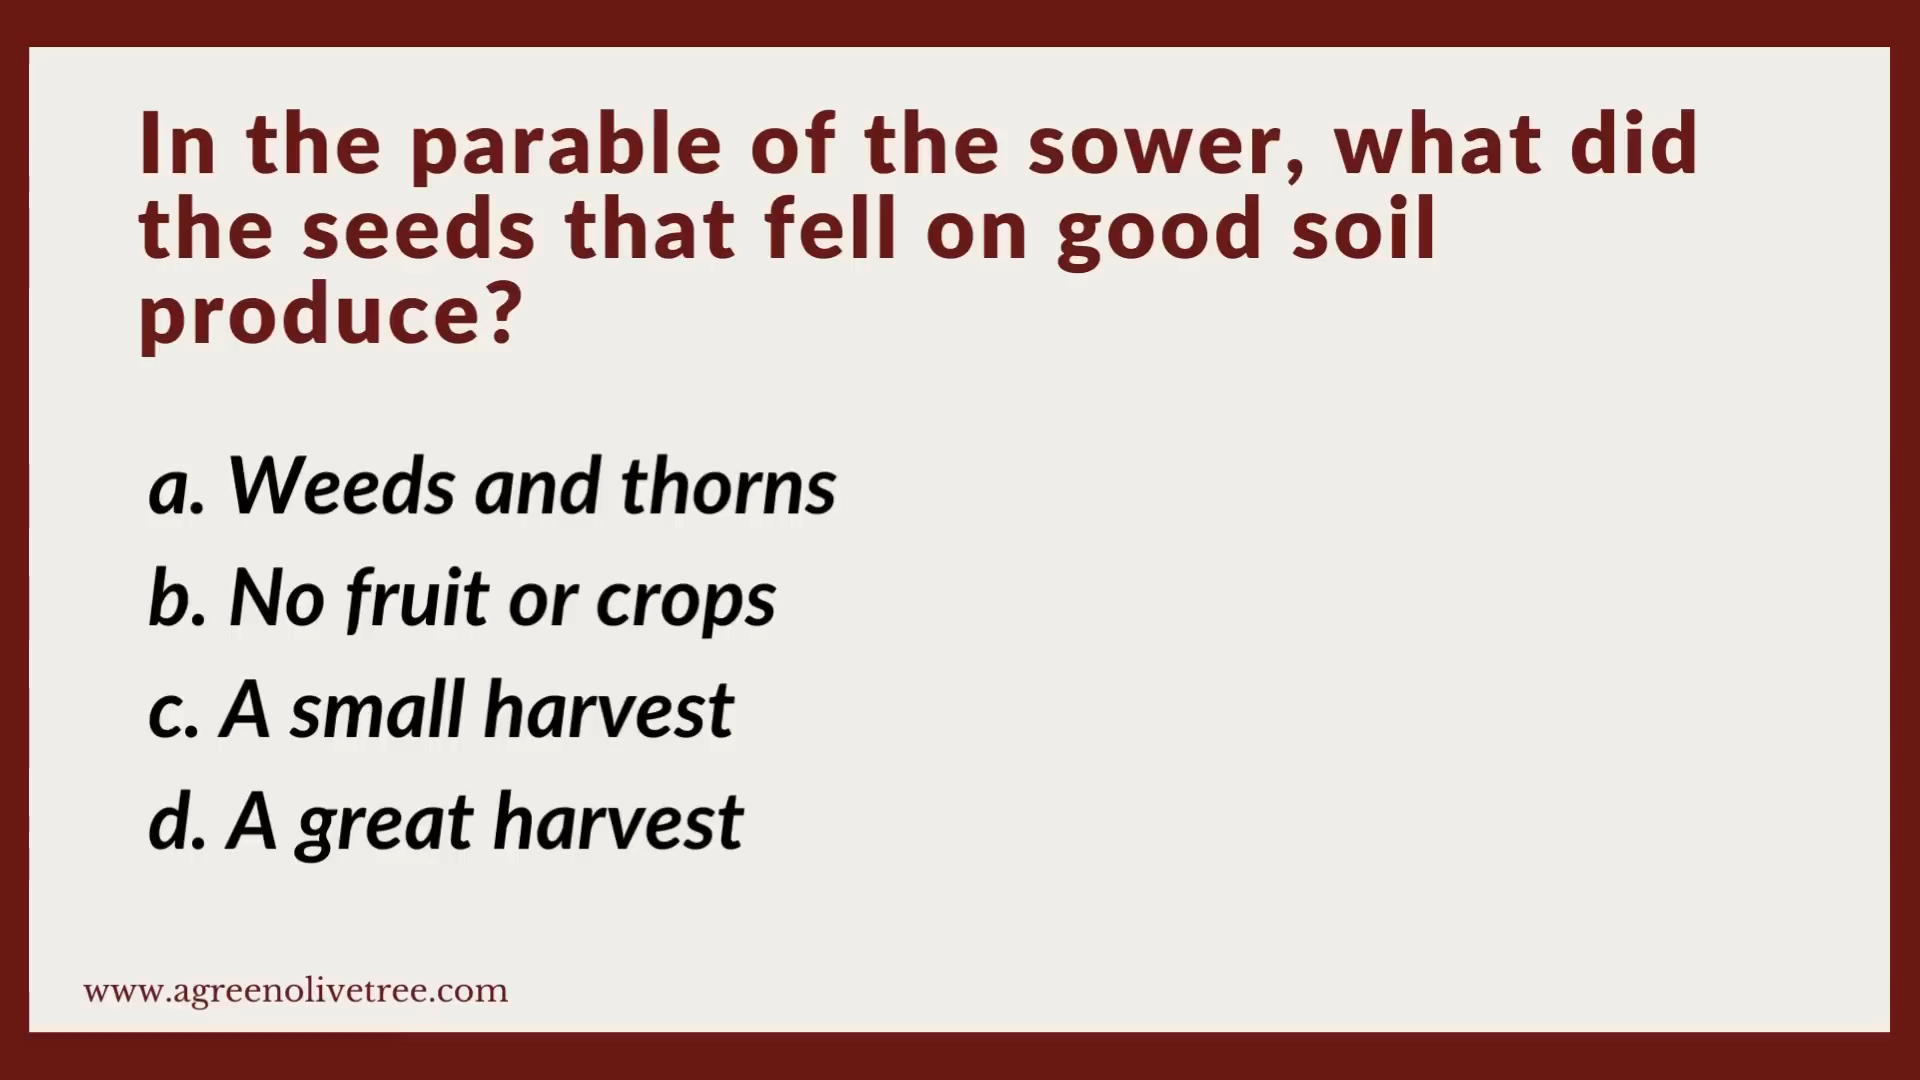 In the parable of the sower, what did
the seeds that fell on good soil
produce?
a. Weeds and thorns
b. No fruit or crops
c. A small harvest
d. A great harvest
www.agreenolivetree.com